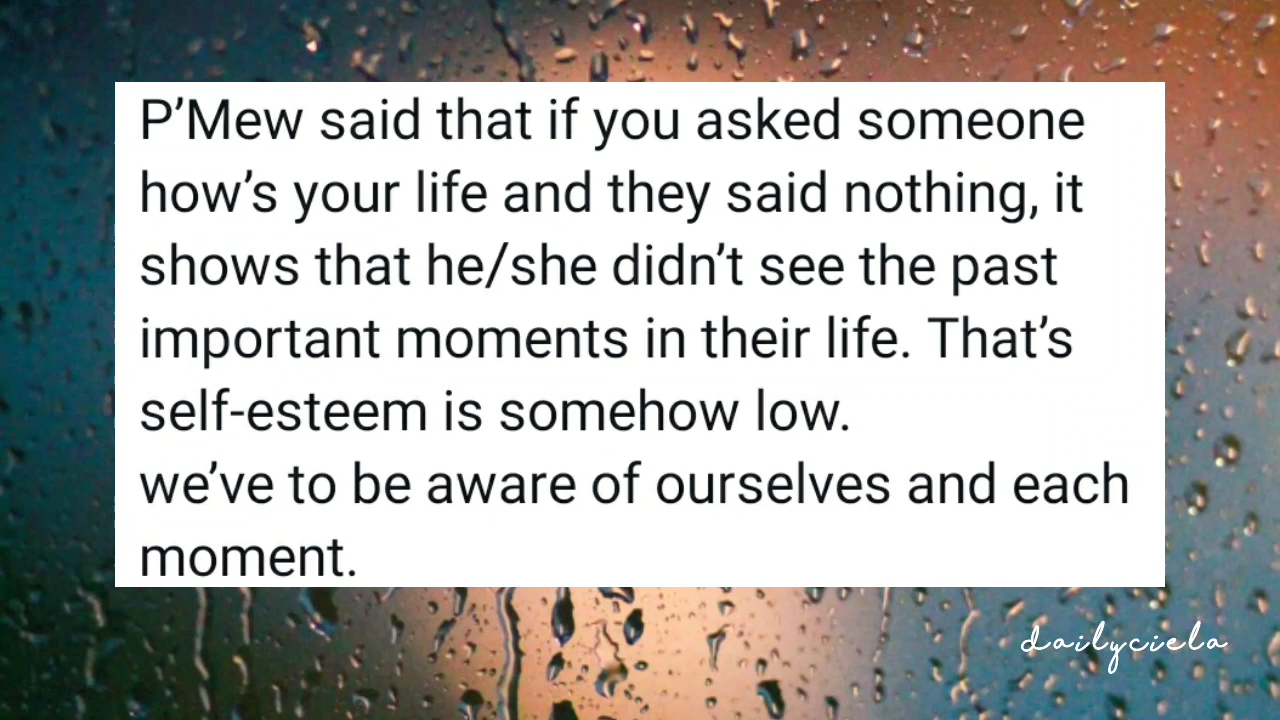 P’Mew said that if you asked someone
how’s your life and they said nothing, it
shows that he/she didn’t see the past
important moments in their life. That’s
self-esteem is somehow low.
we’ve to be aware of ourselves and each
moment.
dailyciela